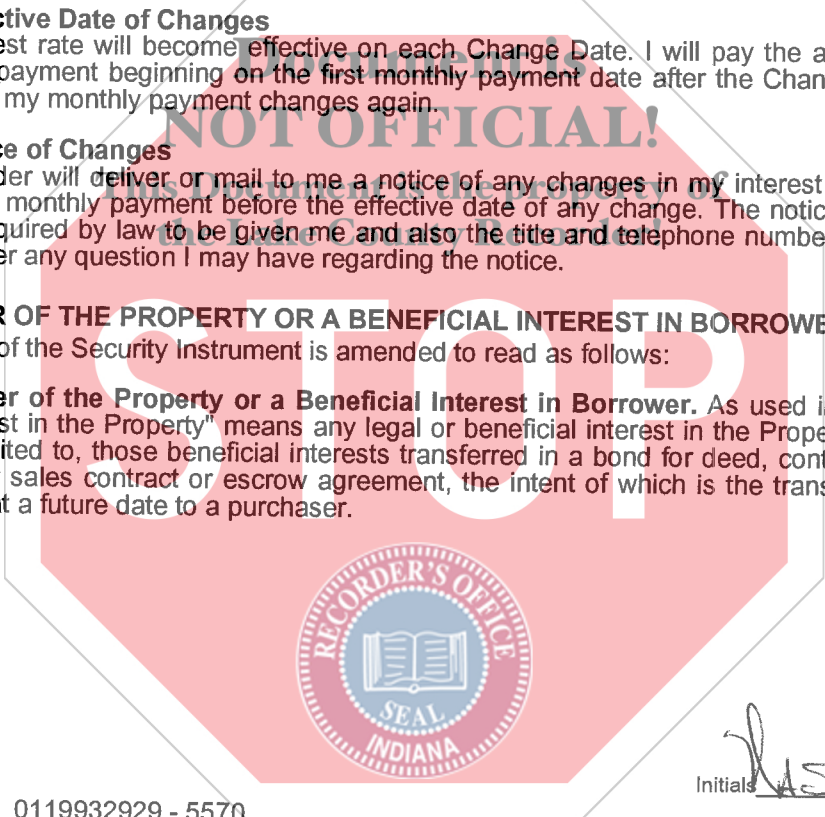 ctive Date of Changes
est rate will become effective on each Change Date. I will pay the a
payment beginning on the first monthly payment date after the Chan
my monthly payment changes again.
Document is
NOT OFFICIAL!
This Document is the property of
the Lake County Recorder!
ce of Changes
der will deliver or mail to me a notice of any changes in my interest
monthly payment before the effective date of any change. The notic
quired by law to be given me and also the title and telephone numbe
er any question I may have regarding the notice.
R OF THE PROPERTY OR A BENEFICIAL INTEREST IN BORROWE
of the Security Instrument is amended to read as follows:
STOP
er of the Property or a Beneficial Interest in Borrower. As used i
st in the Property" means any legal or beneficial interest in the Prope
ited to, those beneficial interests transferred in a bond for deed, cont
sales contract or escrow agreement, the intent of which is the trans
t a future date to a purchaser.
RECORDER'S OFFICE
SEAL
INDIANA
Initials
0119932929 - 5570